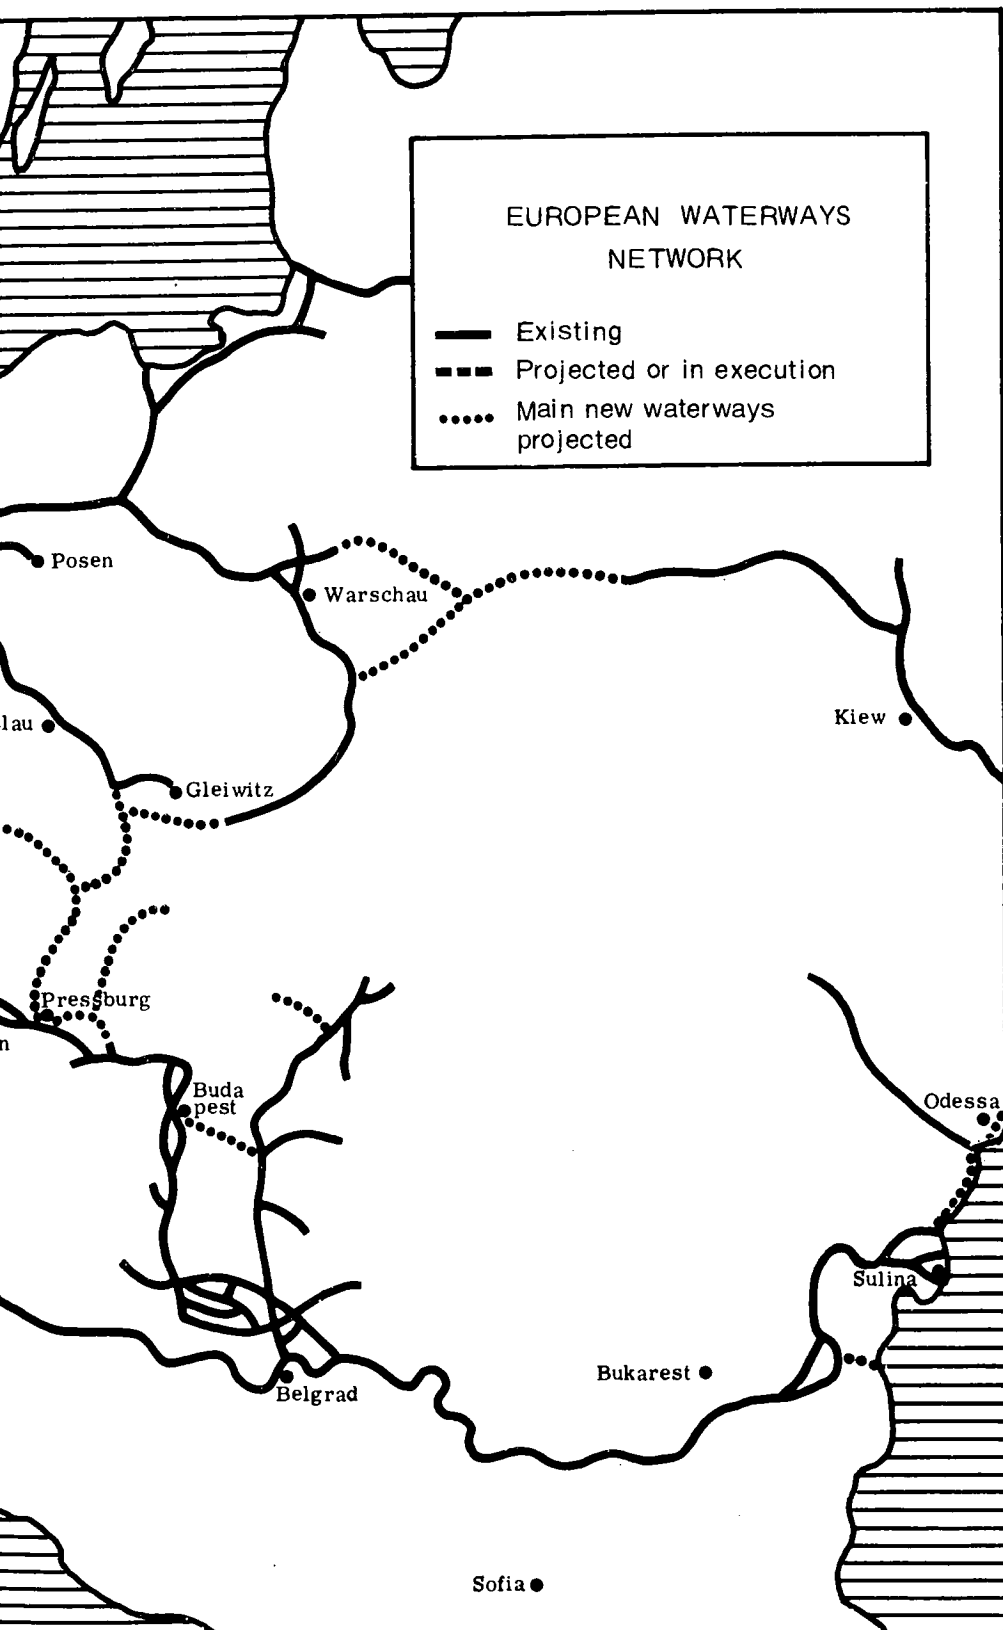 EUROPEAN WATERWAYS
NETWORK
Existing
Projected or in execution
Main new waterways
projected
Posen
Warschau
lau
Kiew
Gleiwitz
Pressburg
n
Buda
pest
Odessa
Sulina
Bukarest
Belgrad
Sofia